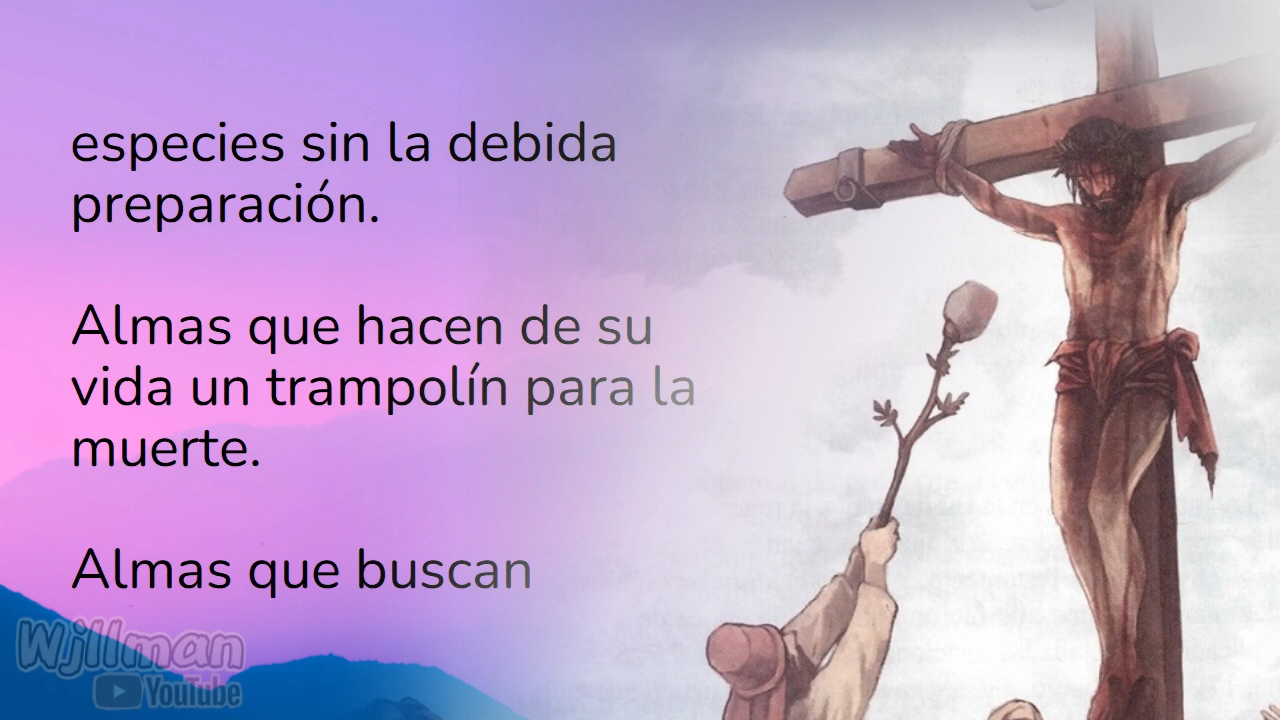 especies sin la debida
preparación.
Almas que hacen de su
vida un trampolín para la
muerte.
Almas que buscan
Wjllman
YouTube